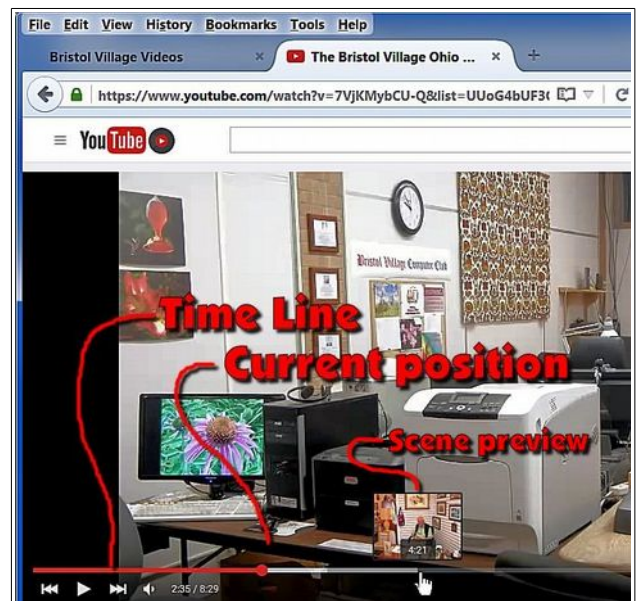 File Edit View History Bookmarks Tools Help
Bristol Village Videos × The Bristol Village Ohio ... × +
https://www.youtube.com/watch?v=7VjKMybCU-Q&list=UUoG4bUF3(
YouTube
Bristol Village Computer Club
Time Line
Current position
Scene preview
4:21
2:35 / 8:29